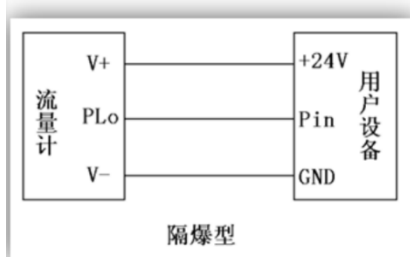 V+
+24V
流量计
PLo
Pin
用户设备
V-
GND
隔爆型